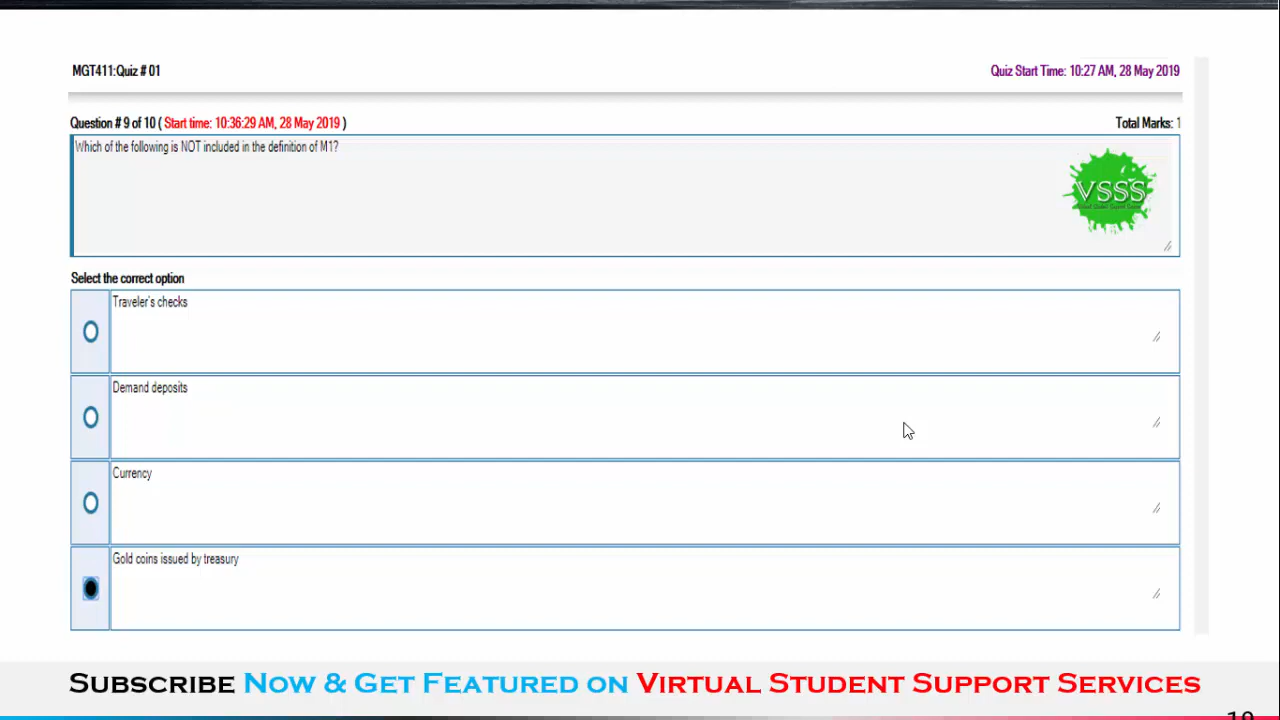 MGT411:Quiz # 01
Quiz Start Time: 10:27 AM, 28 May 2019
Question # 9 of 10 ( Start time: 10:36:29 AM, 28 May 2019 )
Total Marks: 1
Which of the following is NOT included in the definition of M1?
VSSS
Select the correct option
Traveler's checks
Demand deposits
Currency
Gold coins issued by treasury
Subscribe Now & Get Featured on Virtual Student Support Services